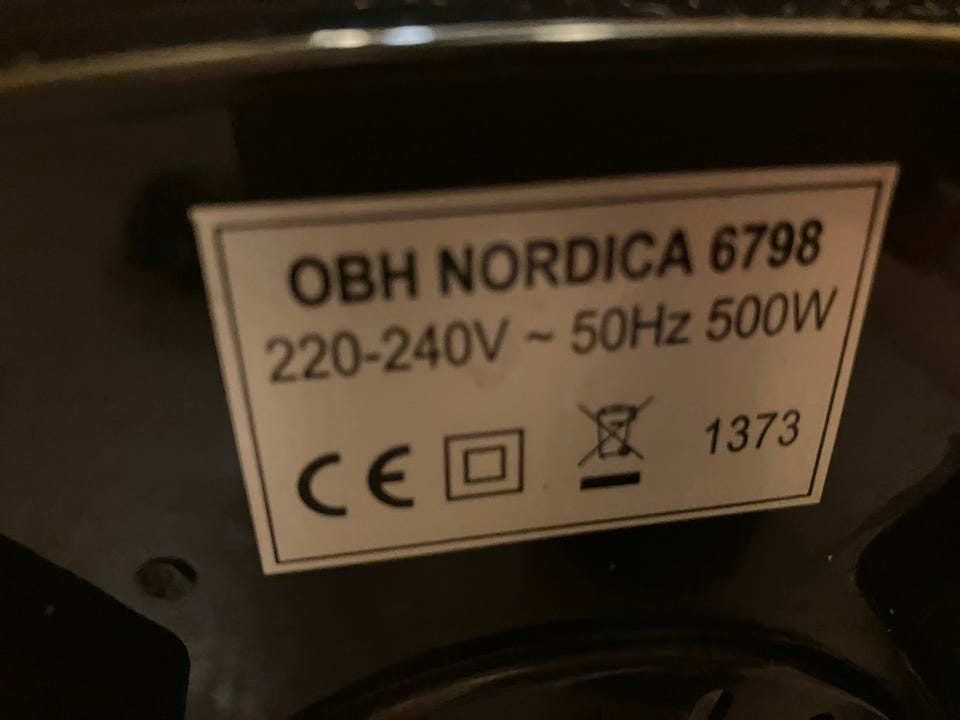 OBH NORDICA 6798
220-240V ~ 50Hz 500W
CE 1373